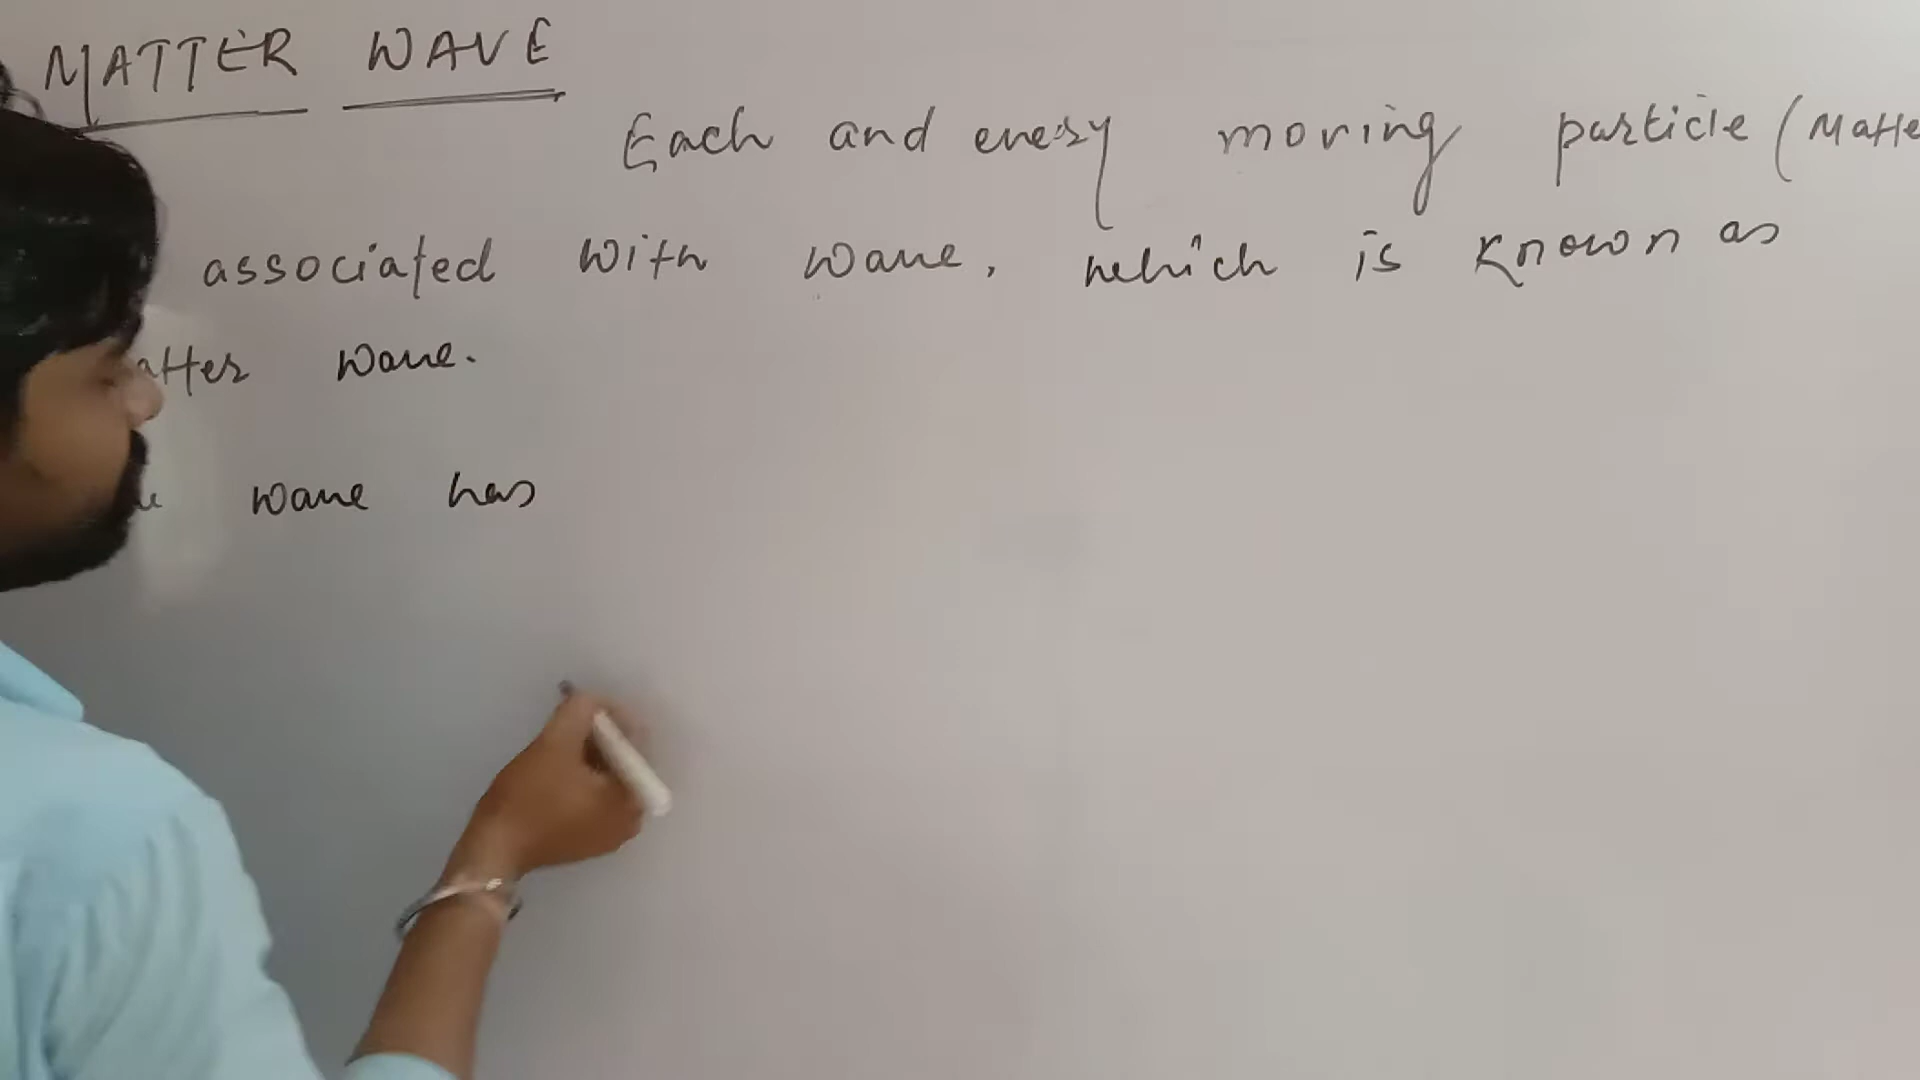 MATTER WAVE
Each and every moving particle (Matte
associated with wave, which is known as
atter wave.
wave has